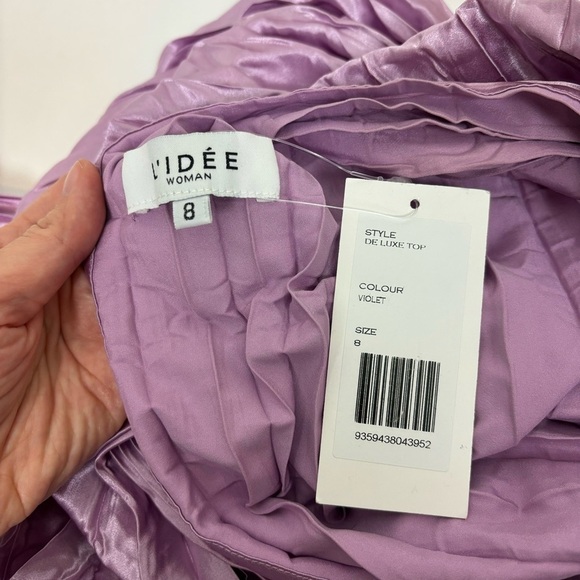 L'IDÉE
WOMAN
8
STYLE
DE LUXE TOP
COLOUR
VIOLET
SIZE
8
9359438043952